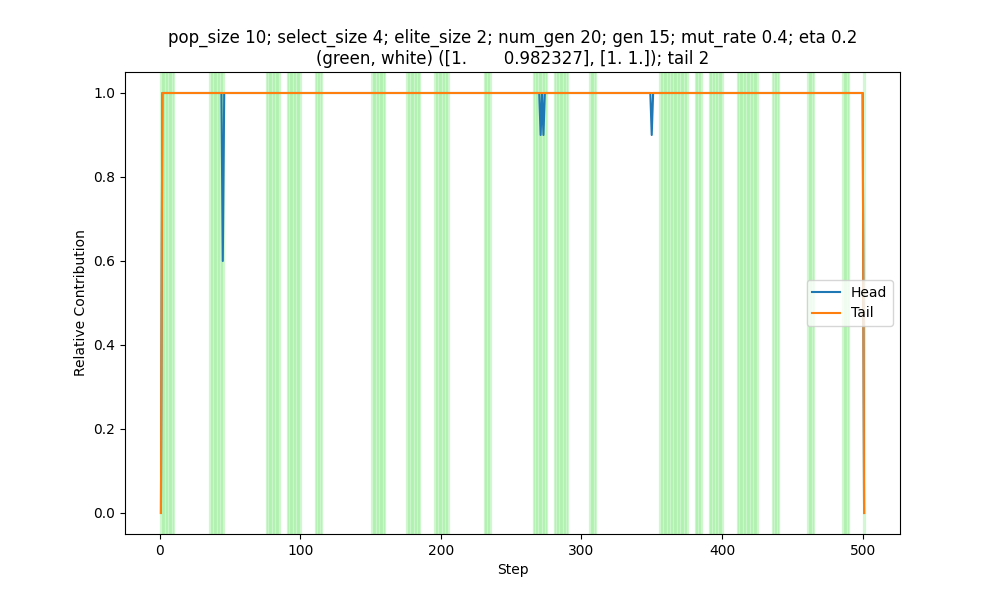 pop_size 10; select_size 4; elite_size 2; num_gen 20; gen 15; mut_rate 0.4; eta 0.2
(green, white) ([1.       0.982327], [1. 1.]); tail 2
1.0
0.8
0.6
0.4
0.2
0.0
Relative Contribution
Head
Tail
0 100 200 300 400 500
Step